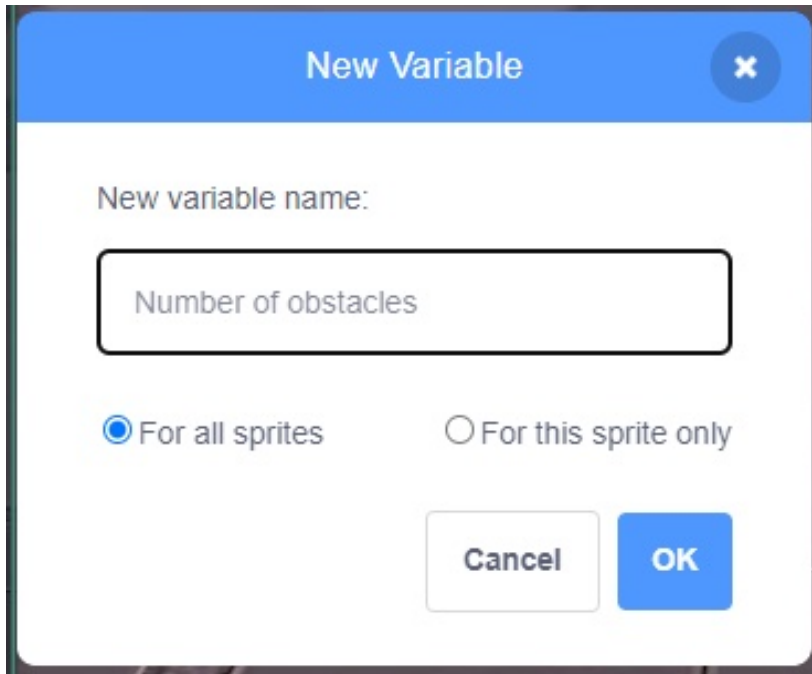 New Variable
New variable name:
Number of obstacles
For all sprites
For this sprite only
Cancel
OK